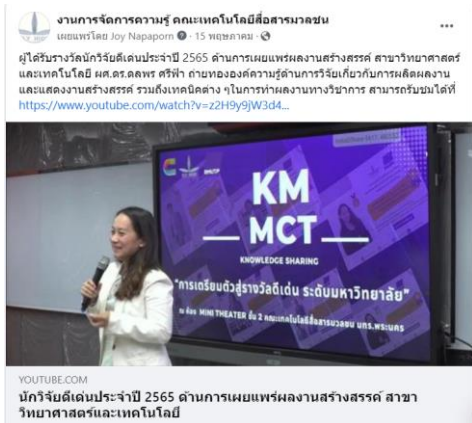 งานการจัดการความรู้ คณะเทคโนโลยีสื่อสารมวลชน
เผยแพร่โดย Joy Napaporn · 15 พฤษภาคม ·
ผู้ได้รับรางวัลนักวิจัยดีเด่นประจำปี 2565 ด้านการเผยแพร่ผลงานสร้างสรรค์ สาขาวิทยาศาสตร์
และเทคโนโลยี ผศ.ดร.ดลพร ศรีฟ้า ถ่ายทององค์ความรู้ด้านการวิจัยเกี่ยวกับการผลิตผลงาน
และแสดงงานสร้างสรรค์ รวมถึงเทคนิคต่าง ๆในการทำผลงานทางวิชาการ สามารถรับชมได้ที่
https://www.youtube.com/watch?v=z2H9y9jW3d4...
KM
MCT
KNOWLEDGE SHARING
"การเตรียมตัวสู่รางวัลดีเด่น ระดับมหาวิทยาลัย"
ณ ห้อง MINI THEATER ชั้น 2 คณะเทคโนโลยีสื่อสารมวลชน มทร.พระนคร
YOUTUBE.COM
นักวิจัยดีเด่นประจำปี 2565 ด้านการเผยแพร่ผลงานสร้างสรรค์ สาขา
วิทยาศาสตร์และเทคโนโลยี